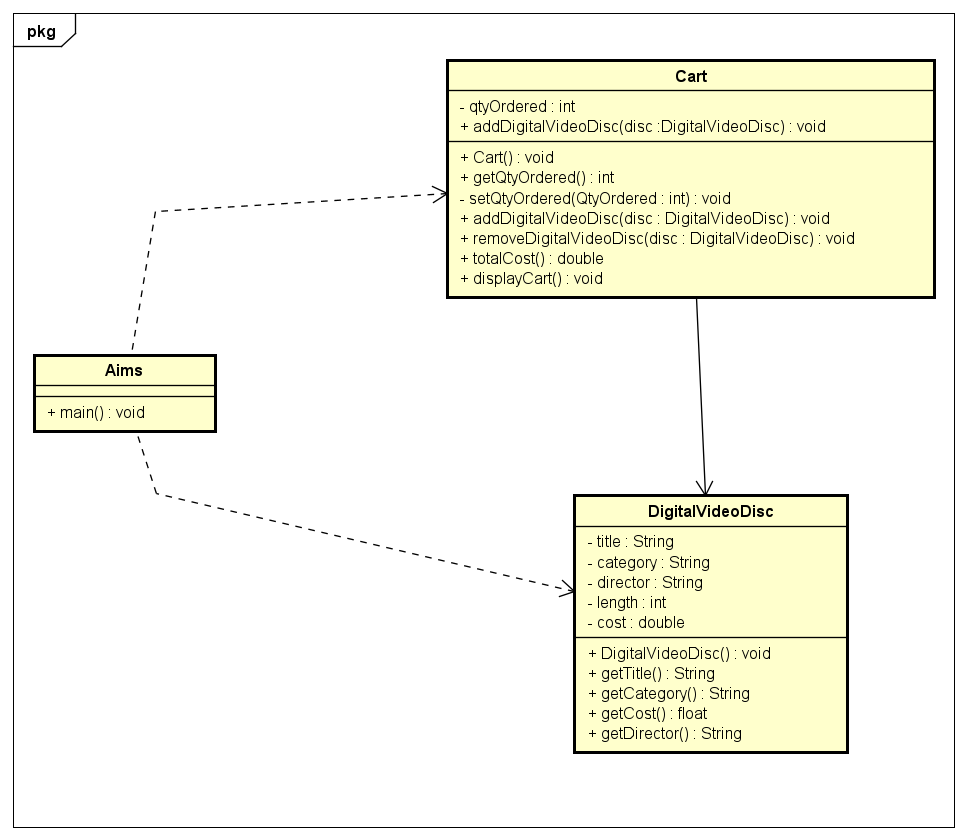 pkg
Cart
- qtyOrdered : int
+ addDigitalVideoDisc(disc :DigitalVideoDisc) : void
+ Cart() : void
+ getQtyOrdered() : int
- setQtyOrdered(QtyOrdered : int) : void
+ addDigitalVideoDisc(disc : DigitalVideoDisc) : void
+ removeDigitalVideoDisc(disc : DigitalVideoDisc) : void
+ totalCost() : double
+ displayCart() : void
Aims
+ main() : void
DigitalVideoDisc
- title : String
- category : String
- director : String
- length : int
- cost : double
+ DigitalVideoDisc() : void
+ getTitle() : String
+ getCategory() : String
+ getCost() : float
+ getDirector() : String